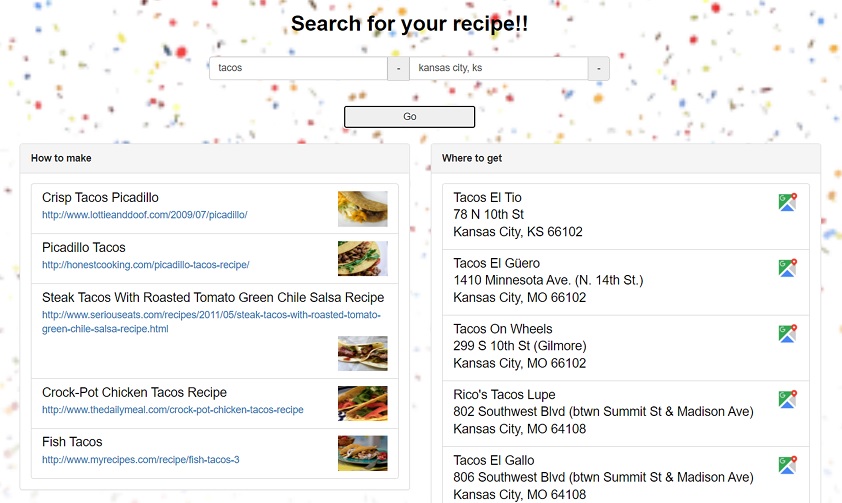 Search for your recipe!!
tacos - kansas city, ks -
Go
How to make
Crisp Tacos Picadillo
http://www.lottieanddoof.com/2009/07/picadillo/
Picadillo Tacos
http://honestcooking.com/picadillo-tacos-recipe/
Steak Tacos With Roasted Tomato Green Chile Salsa Recipe
http://www.seriouseats.com/recipes/2011/05/steak-tacos-with-roasted-tomato-
green-chile-salsa-recipe.html
Crock-Pot Chicken Tacos Recipe
http://www.thedailymeal.com/crock-pot-chicken-tacos-recipe
Fish Tacos
http://www.myrecipes.com/recipe/fish-tacos-3
Where to get
Tacos El Tio
78 N 10th St
Kansas City, KS 66102
Tacos El Güero
1410 Minnesota Ave. (N. 14th St.)
Kansas City, MO 66102
Tacos On Wheels
299 S 10th St (Gilmore)
Kansas City, MO 66102
Rico's Tacos Lupe
802 Southwest Blvd (btwn Summit St & Madison Ave)
Kansas City, MO 64108
Tacos El Gallo
806 Southwest Blvd (btwn Summit St & Madison Ave)
Kansas City, MO 64108